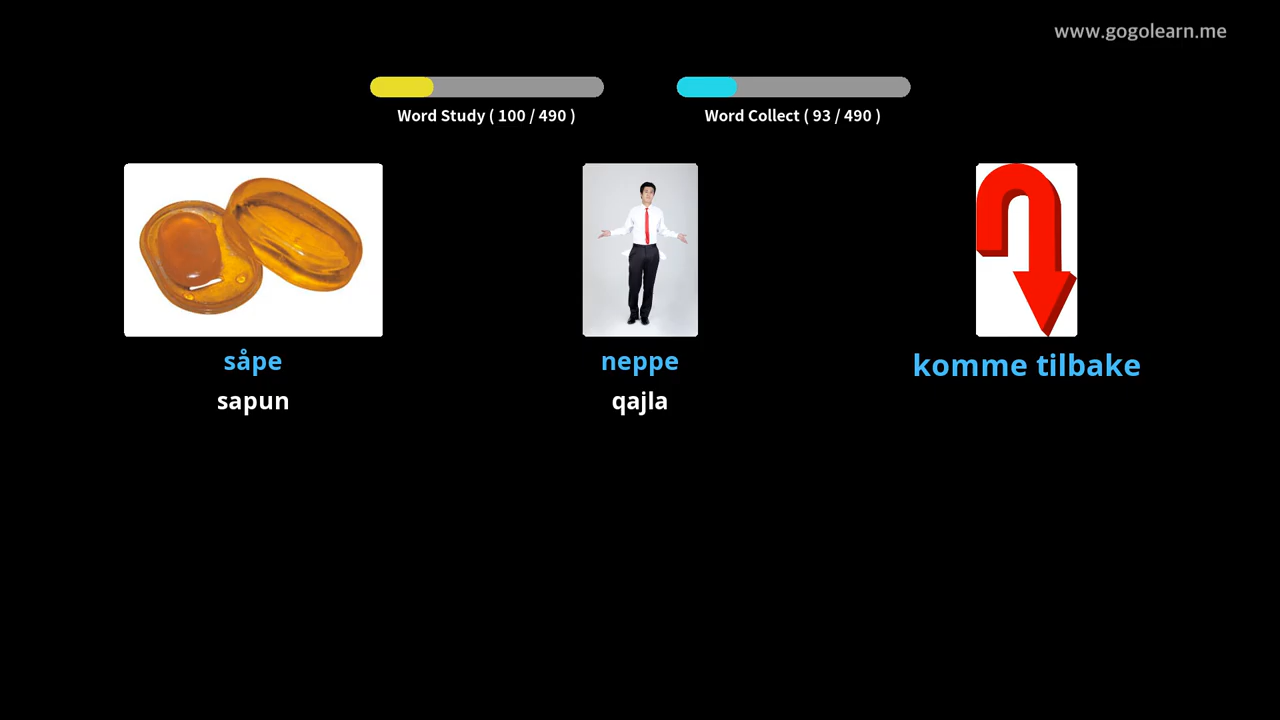 www.gogolearn.me
Word Study ( 100 / 490 )
Word Collect ( 93 / 490 )
såpe
neppe
komme tilbake
sapun
qajla